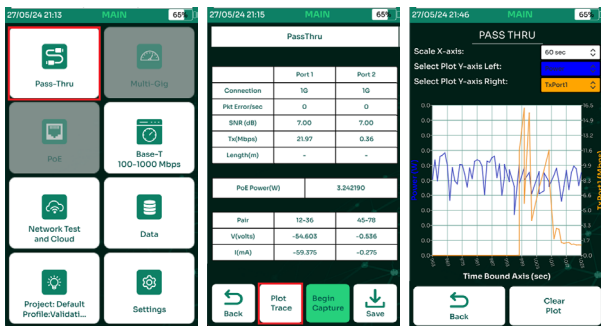 27/05/24 21:13 MAIN 65%
Pass-Thru
Multi-Gig
PoE
Base-T
100-1000 Mbps
Network Test
and Cloud
Data
Project: Default
Profile:Validati...
Settings
27/05/24 21:15 MAIN 65%
PassThru
Port 1 Port 2
Connection 1G 1G
Pkt Error/sec 0 0
SNR (dB) 7.00 7.00
Tx(Mbps) 21.97 0.36
Length(m) - -
PoE Power(W) 3.242190
Pair 12-36 45-78
V(volts) -54.603 -0.536
I(mA) -59.375 -0.275
Back
Plot
Trace
Begin
Capture
Save
27/05/24 21:46 MAIN 65%
PASS THRU
Scale X-axis: 60 sec
Select Plot Y-axis Left:
Select Plot Y-axis Right: TxPort1
TxPort1(Mbps)
Time Bound Axis (sec)
Back
Clear
Plot